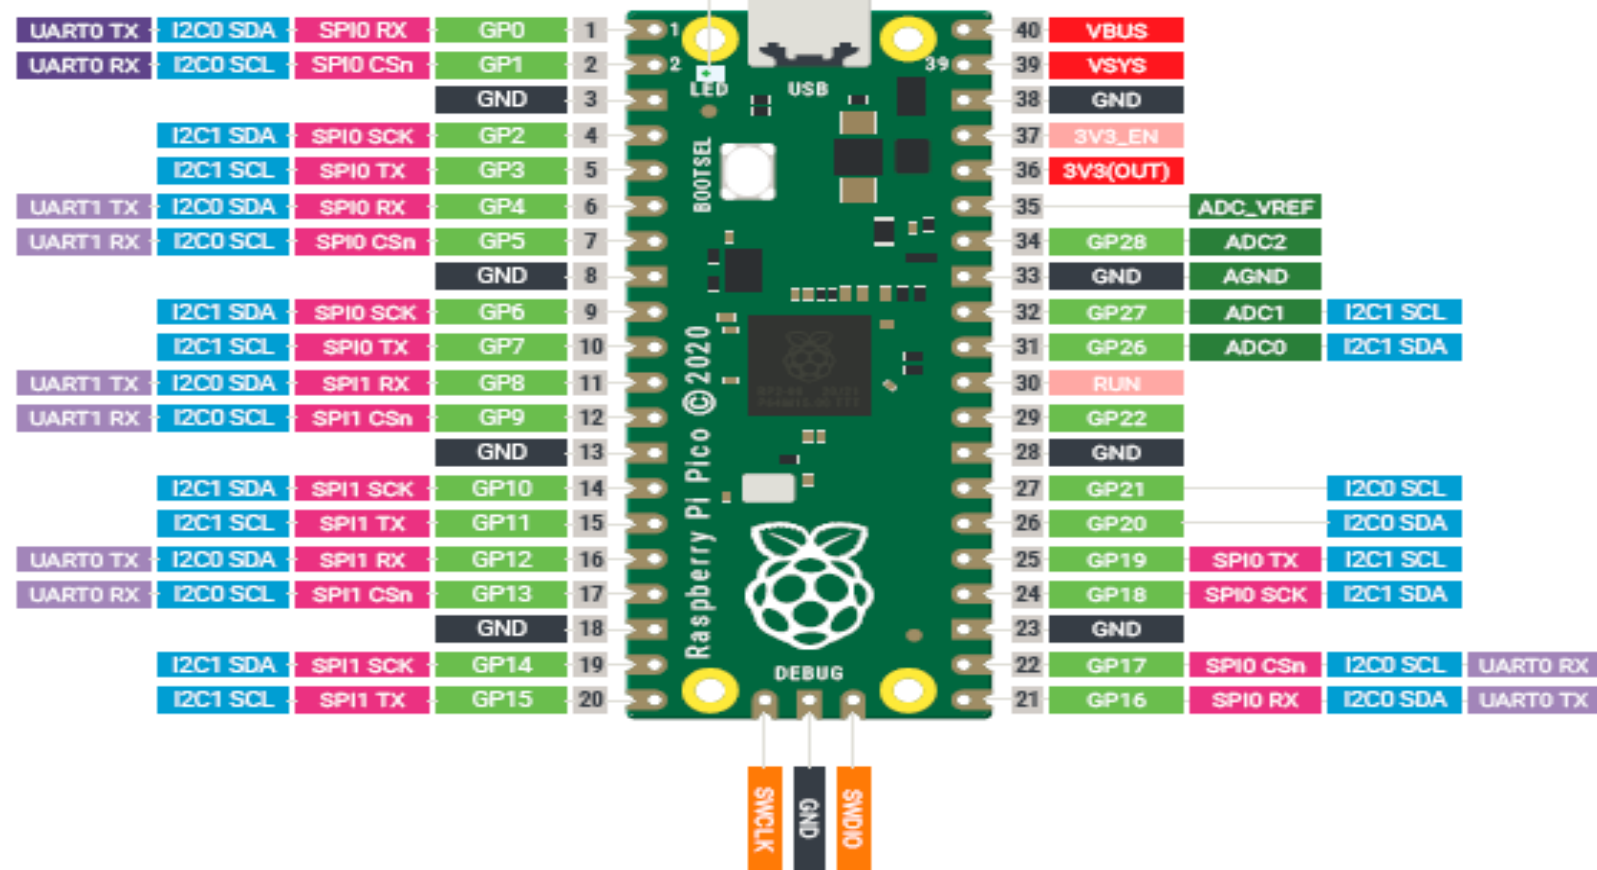 UART0 TX I2C0 SDA SPI0 RX GP0 1 1 40 VBUS
UART0 RX I2C0 SCL SPI0 CSn GP1 2 2 39 39 VSYS
LED USB
GND 3 38 GND
I2C1 SDA SPI0 SCK GP2 4 37 3V3_EN
I2C1 SCL SPI0 TX GP3 5 36 3V3(OUT)
BOOTSEL
UART1 TX I2C0 SDA SPI0 RX GP4 6 35 ADC_VREF
UART1 RX I2C0 SCL SPI0 CSn GP5 7 34 GP28 ADC2
GND 8 33 GND AGND
I2C1 SDA SPI0 SCK GP6 9 32 GP27 ADC1 I2C1 SCL
I2C1 SCL SPI0 TX GP7 10 31 GP26 ADC0 I2C1 SDA
UART1 TX I2C0 SDA SPI1 RX GP8 11 30 RUN
UART1 RX I2C0 SCL SPI1 CSn GP9 12 29 GP22
GND 13 28 GND
I2C1 SDA SPI1 SCK GP10 14 27 GP21 I2C0 SCL
Raspberry Pi Pico ©2020
I2C1 SCL SPI1 TX GP11 15 26 GP20 I2C0 SDA
UART0 TX I2C0 SDA SPI1 RX GP12 16 25 GP19 SPI0 TX I2C1 SCL
UART0 RX I2C0 SCL SPI1 CSn GP13 17 24 GP18 SPI0 SCK I2C1 SDA
GND 18 23 GND
I2C1 SDA SPI1 SCK GP14 19 22 GP17 SPI0 CSn I2C0 SCL UART0 RX
DEBUG
I2C1 SCL SPI1 TX GP15 20 21 GP16 SPI0 RX I2C0 SDA UART0 TX
SWCLK GND SWDIO